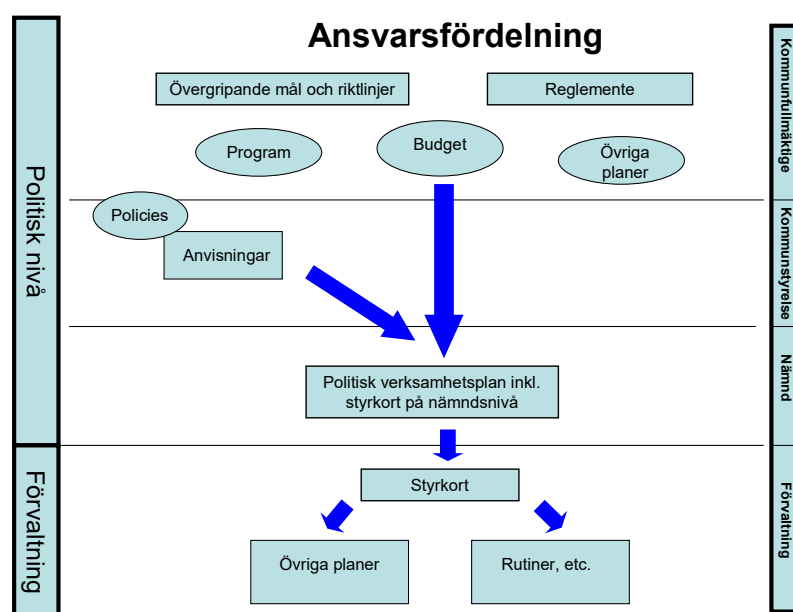 Ansvarsfördelning
Politisk nivå
Kommunfullmäktige
Övergripande mål och riktlinjer
Reglemente
Program
Budget
Övriga
planer
Policies
Anvisningar
Kommunstyrelse
Politisk verksamhetsplan inkl.
styrkort på nämndsnivå
Nämnd
Förvaltning
Styrkort
Förvaltning
Övriga planer
Rutiner, etc.